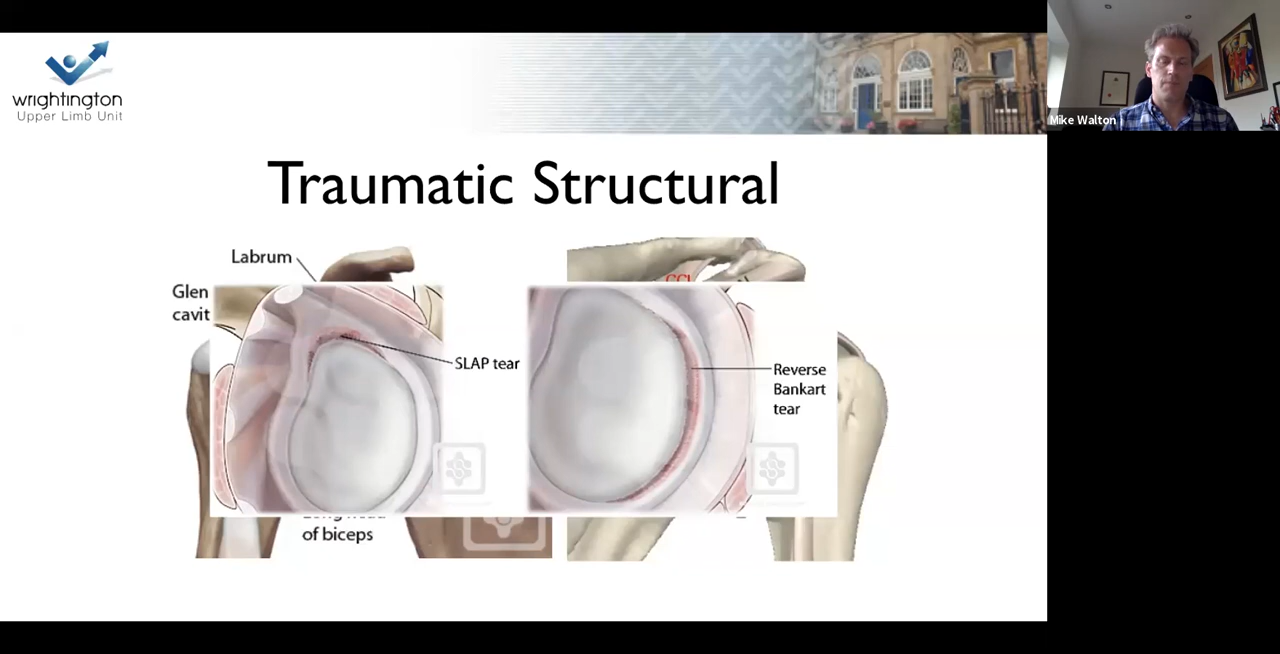 wrightington
Upper Limb Unit
Mike Walton
Traumatic Structural
Labrum
Glen
cavit
SLAP tear
Reverse
Bankart
tear
of biceps